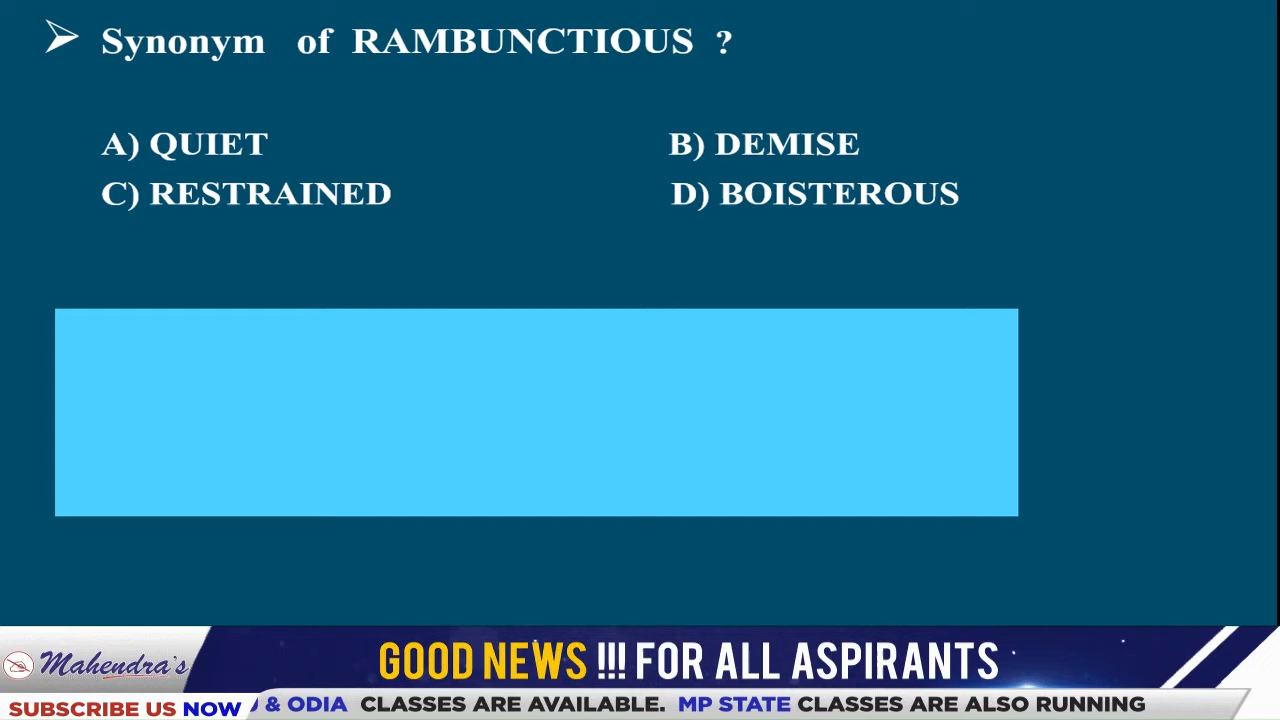 Synonym of RAMBUNCTIOUS ?
A) QUIET B) DEMISE
C) RESTRAINED D) BOISTEROUS
Mahendra's
GOOD NEWS !!! FOR ALL ASPIRANTS
SUBSCRIBE US NOW
& ODIA CLASSES ARE AVAILABLE. MP STATE CLASSES ARE ALSO RUNNING